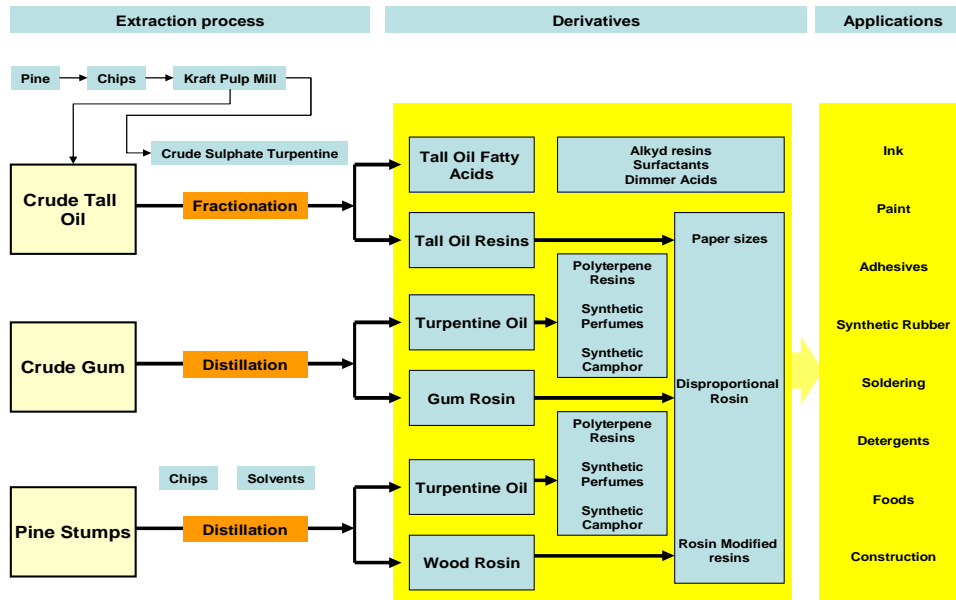 Extraction process
Derivatives
Applications
Pine
Chips
Kraft Pulp Mill
Crude Sulphate Turpentine
Crude Tall
Oil
Fractionation
Tall Oil Fatty
Acids
Alkyd resins
Surfactants
Dimmer Acids
Tall Oil Resins
Paper sizes
Crude Gum
Distillation
Turpentine Oil
Polyterpene
Resins
Synthetic
Perfumes
Synthetic
Camphor
Gum Rosin
Disproportional
Rosin
Pine Stumps
Chips
Solvents
Distillation
Turpentine Oil
Polyterpene
Resins
Synthetic
Perfumes
Synthetic
Camphor
Wood Rosin
Rosin Modified
resins
Ink
Paint
Adhesives
Synthetic Rubber
Soldering
Detergents
Foods
Construction